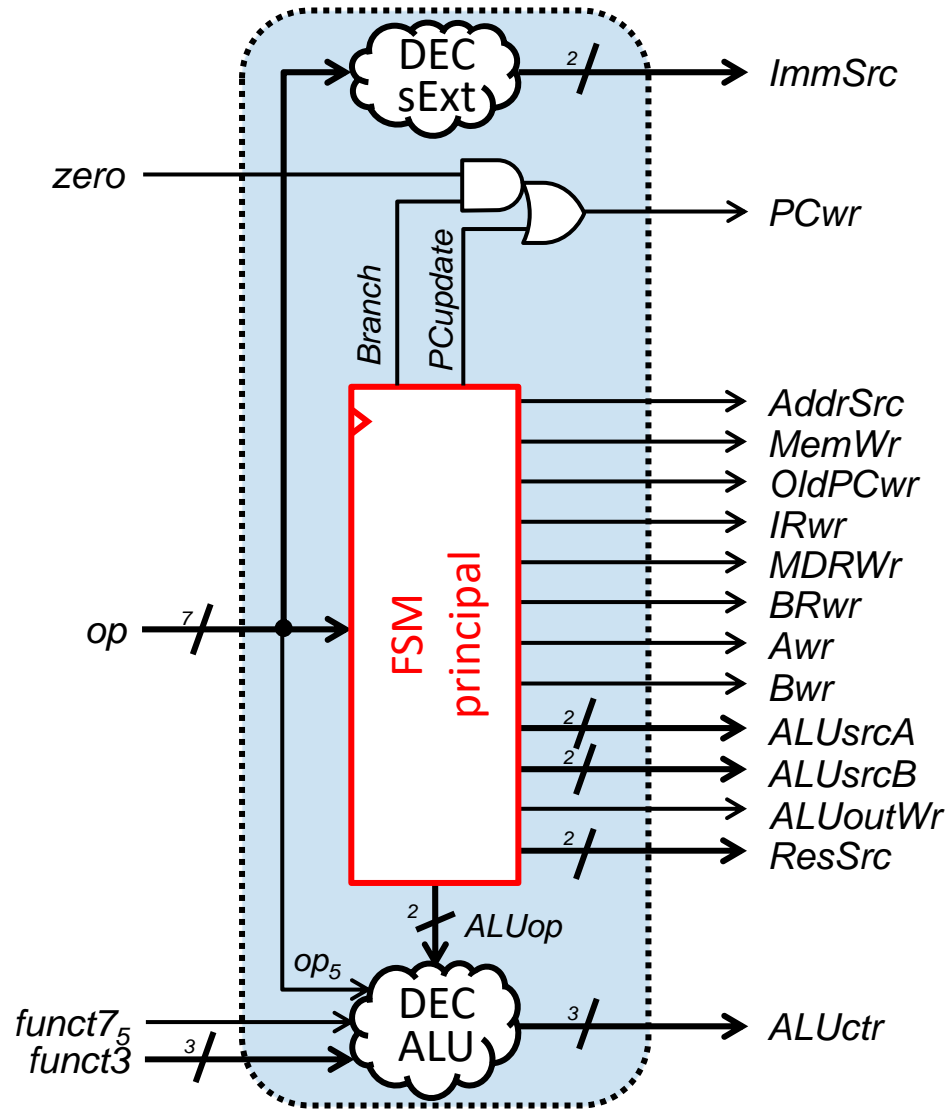 DEC
sExt
2
ImmSrc
zero
PCwr
Branch
PCupdate
AddrSrc
MemWr
OldPCwr
IRwr
MDRWr
BRwr
Awr
Bwr
2
ALUsrcA
2
ALUsrcB
ALUoutWr
2
ResSrc
op
7
FSM
principal
2
ALUop
op5
funct75
funct3
3
DEC
ALU
3
ALUctr